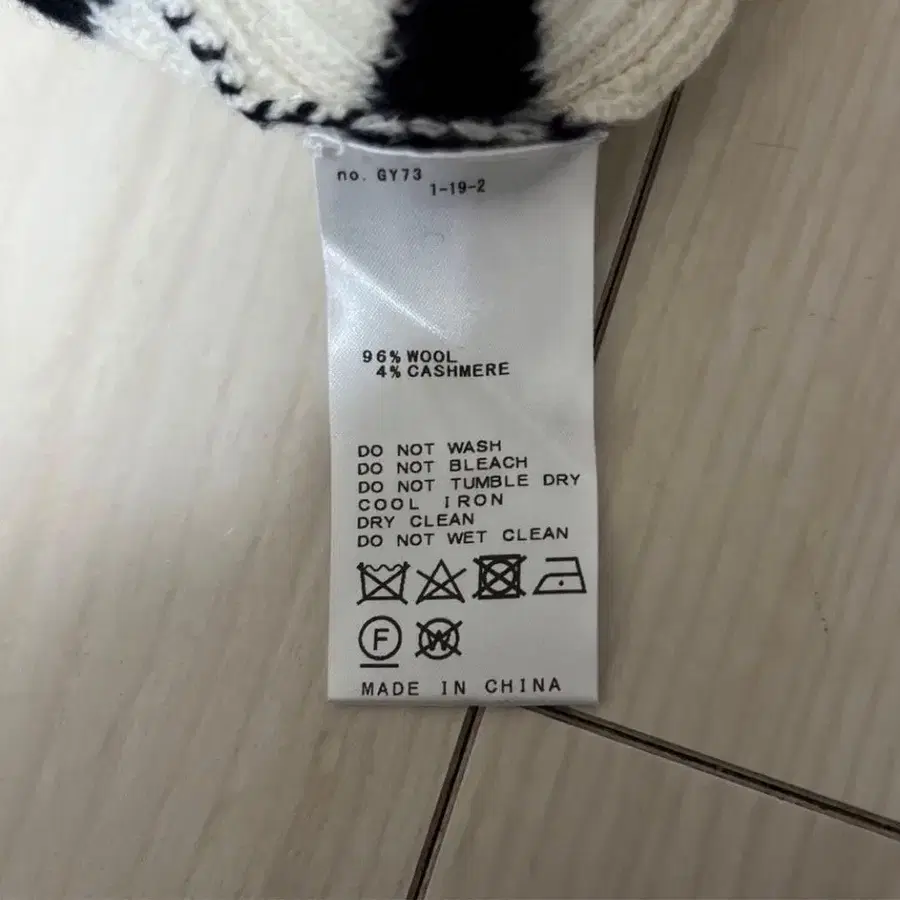 no. GY73
1-19-2
96% WOOL
4% CASHMERE
DO NOT WASH
DO NOT BLEACH
DO NOT TUMBLE DRY
COOL IRON
DRY CLEAN
DO NOT WET CLEAN
F W
MADE IN CHINA